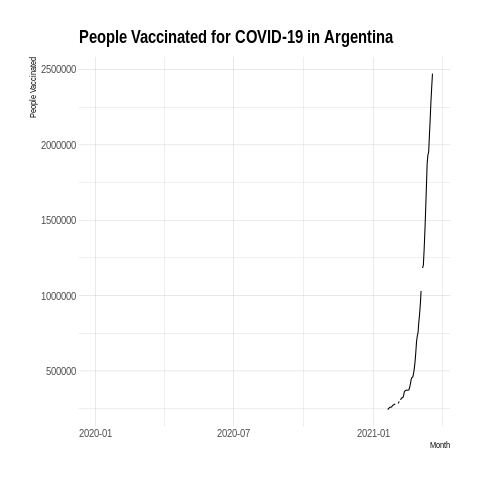 People Vaccinated for COVID-19 in Argentina
People Vaccinated
2500000
2000000
1500000
1000000
500000
2020-01
2020-07
2021-01
Month